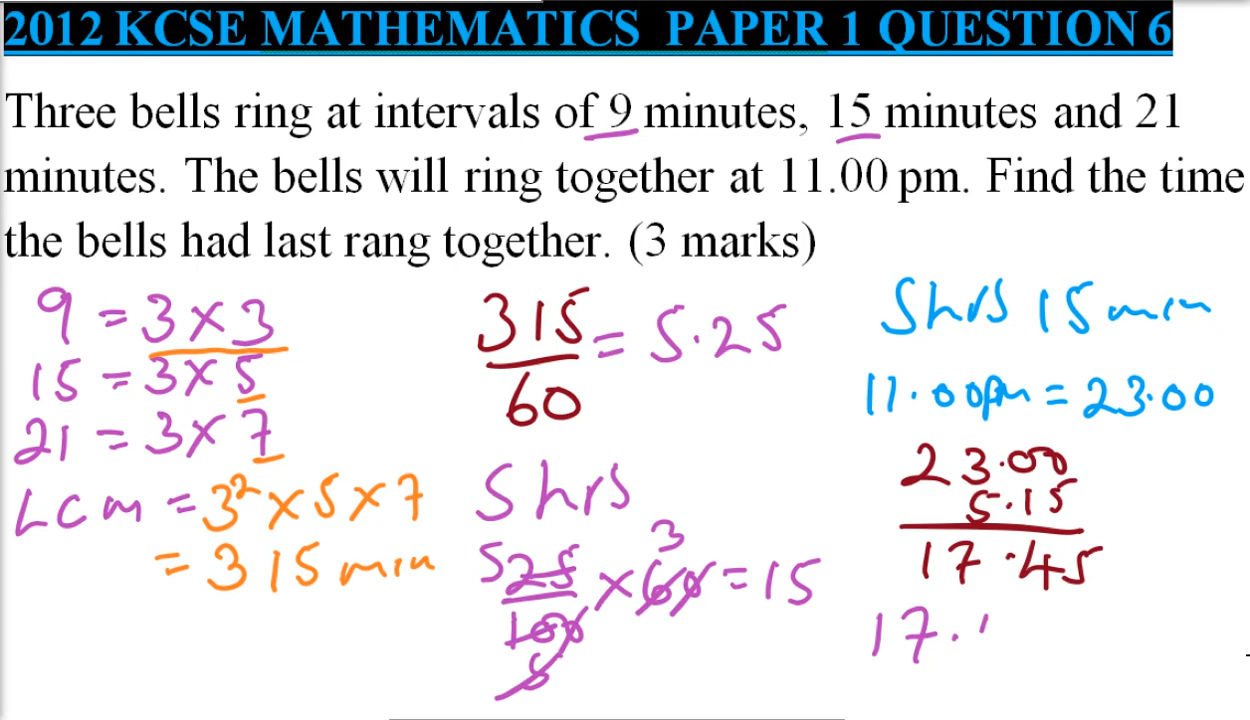 2012 KCSE MATHEMATICS PAPER 1 QUESTION 6
Three bells ring at intervals of 9 minutes, 15 minutes and 21
minutes. The bells will ring together at 11.00 pm. Find the time
the bells had last rang together. (3 marks)
9 = 3 × 3
15 = 3 × 5
21 = 3 × 7
LCM = 3² × 5 × 7
= 315 min
315/60 = 5.25
5 hrs
5 25/100 5 × 60 3 = 15
5hrs 15 min
11.00pm = 23.00
23.00
5.15
17.45
17.